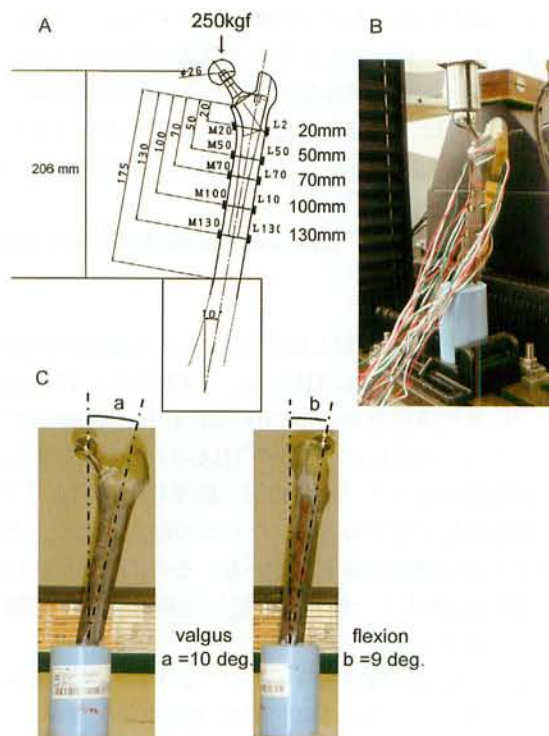 A
250kgf
B
φ26
20
50
70
100
130
175
206 mm
M20
L2
20mm
M50
L50
50mm
M70
L70
70mm
M100
L10
100mm
M130
L130
130mm
10
C
a
b
valgus
a =10 deg.
flexion
b =9 deg.